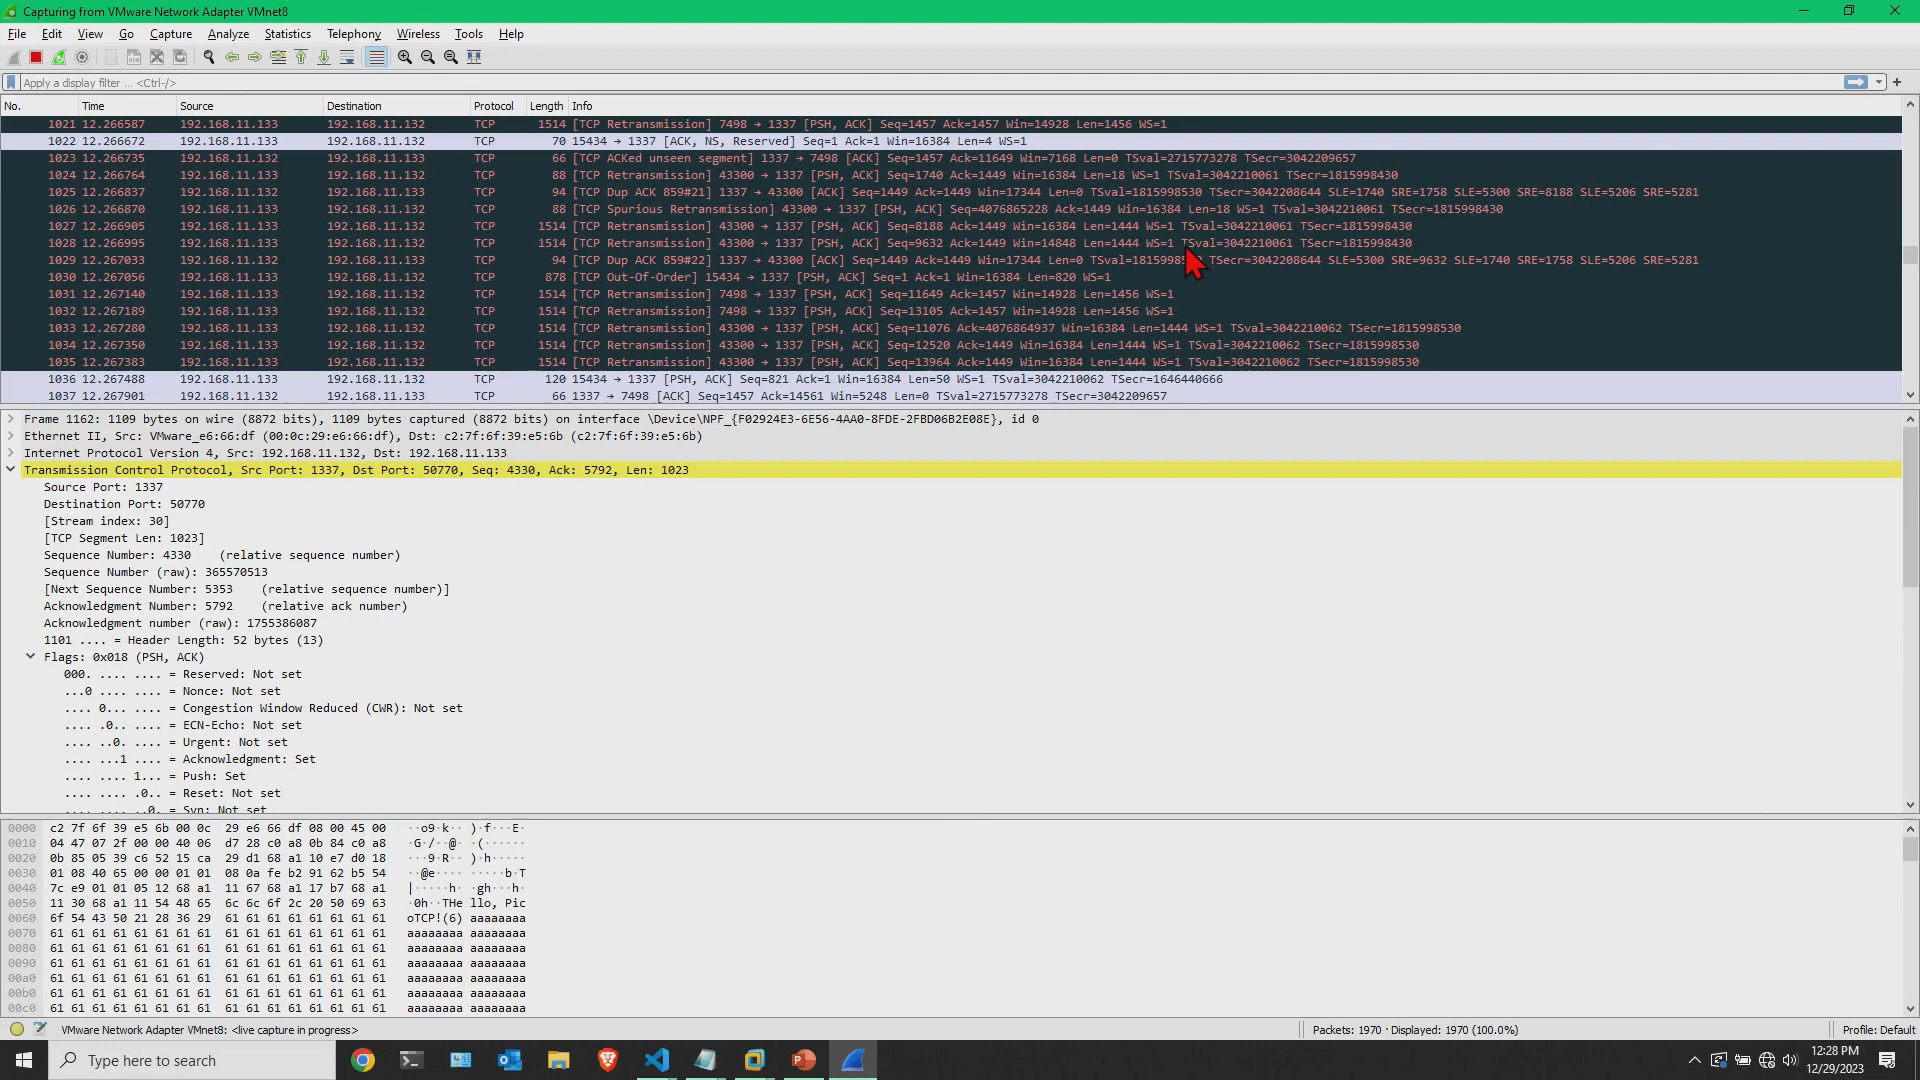 Capturing from VMware Network Adapter VMnet8
File Edit View Go Capture Analyze Statistics Telephony Wireless Tools Help
Apply a display filter ... <Ctrl-/>
No. Time Source Destination Protocol Length Info
1021 12.266587 192.168.11.133 192.168.11.132 TCP 1514 [TCP Retransmission] 7498 → 1337 [PSH, ACK] Seq=1457 Ack=1457 Win=14928 Len=1456 WS=1
1022 12.266672 192.168.11.133 192.168.11.132 TCP 70 15434 → 1337 [ACK, NS, Reserved] Seq=1 Ack=1 Win=16384 Len=4 WS=1
1023 12.266735 192.168.11.132 192.168.11.133 TCP 66 [TCP ACKed unseen segment] 1337 → 7498 [ACK] Seq=1457 Ack=11649 Win=7168 Len=0 TSval=2715773278 TSecr=3042209657
1024 12.266764 192.168.11.133 192.168.11.132 TCP 88 [TCP Retransmission] 43300 → 1337 [PSH, ACK] Seq=1740 Ack=1449 Win=16384 Len=18 WS=1 TSval=3042210061 TSecr=1815998430
1025 12.266837 192.168.11.132 192.168.11.133 TCP 94 [TCP Dup ACK 859#21] 1337 → 43300 [ACK] Seq=1449 Ack=1449 Win=17344 Len=0 TSval=1815998530 TSecr=3042208644 SLE=1740 SRE=1758 SLE=5300 SRE=8188 SLE=5206 SRE=5281
1026 12.266870 192.168.11.133 192.168.11.132 TCP 88 [TCP Spurious Retransmission] 43300 → 1337 [PSH, ACK] Seq=4076865228 Ack=1449 Win=16384 Len=18 WS=1 TSval=3042210061 TSecr=1815998430
1027 12.266905 192.168.11.133 192.168.11.132 TCP 1514 [TCP Retransmission] 43300 → 1337 [PSH, ACK] Seq=8188 Ack=1449 Win=16384 Len=1444 WS=1 TSval=3042210061 TSecr=1815998430
1028 12.266995 192.168.11.133 192.168.11.132 TCP 1514 [TCP Retransmission] 43300 → 1337 [PSH, ACK] Seq=9632 Ack=1449 Win=14848 Len=1444 WS=1 TSval=3042210061 TSecr=1815998430
1029 12.267033 192.168.11.132 192.168.11.133 TCP 94 [TCP Dup ACK 859#22] 1337 → 43300 [ACK] Seq=1449 Ack=1449 Win=17344 Len=0 TSecr=3042208644 SLE=5300 SRE=9632 SLE=1740 SRE=1758 SLE=5206 SRE=5281
1030 12.267056 192.168.11.133 192.168.11.132 TCP 878 [TCP Out-Of-Order] 15434 → 1337 [PSH, ACK] Seq=1 Ack=1 Win=16384 Len=820 WS=1
1031 12.267140 192.168.11.133 192.168.11.132 TCP 1514 [TCP Retransmission] 7498 → 1337 [PSH, ACK] Seq=11649 Ack=1457 Win=14928 Len=1456 WS=1
1032 12.267189 192.168.11.133 192.168.11.132 TCP 1514 [TCP Retransmission] 7498 → 1337 [PSH, ACK] Seq=13105 Ack=1457 Win=14928 Len=1456 WS=1
1033 12.267280 192.168.11.133 192.168.11.132 TCP 1514 [TCP Retransmission] 43300 → 1337 [PSH, ACK] Seq=11076 Ack=4076864937 Win=16384 Len=1444 WS=1 TSval=3042210062 TSecr=1815998530
1034 12.267350 192.168.11.133 192.168.11.132 TCP 1514 [TCP Retransmission] 43300 → 1337 [PSH, ACK] Seq=12520 Ack=1449 Win=16384 Len=1444 WS=1 TSval=3042210062 TSecr=1815998530
1035 12.267383 192.168.11.133 192.168.11.132 TCP 1514 [TCP Retransmission] 43300 → 1337 [PSH, ACK] Seq=13964 Ack=1449 Win=16384 Len=1444 WS=1 TSval=3042210062 TSecr=1815998530
1036 12.267488 192.168.11.133 192.168.11.132 TCP 120 15434 → 1337 [PSH, ACK] Seq=821 Ack=1 Win=16384 Len=50 WS=1 TSval=3042210062 TSecr=1646440666
1037 12.267901 192.168.11.132 192.168.11.133 TCP 66 1337 → 7498 [ACK] Seq=1457 Ack=14561 Win=5248 Len=0 TSval=2715773278 TSecr=3042209657
Frame 1162: 1109 bytes on wire (8872 bits), 1109 bytes captured (8872 bits) on interface \Device\NPF_{F02924E3-6E56-4AA0-8FDE-2FBD06B2E08E}, id 0
Ethernet II, Src: VMware_e6:66:df (00:0c:29:e6:66:df), Dst: c2:7f:6f:39:e5:6b (c2:7f:6f:39:e5:6b)
Internet Protocol Version 4, Src: 192.168.11.132, Dst: 192.168.11.133
Transmission Control Protocol, Src Port: 1337, Dst Port: 50770, Seq: 4330, Ack: 5792, Len: 1023
Source Port: 1337
Destination Port: 50770
[Stream index: 30]
[TCP Segment Len: 1023]
Sequence Number: 4330 (relative sequence number)
Sequence Number (raw): 365570513
[Next Sequence Number: 5353 (relative sequence number)]
Acknowledgment Number: 5792 (relative ack number)
Acknowledgment number (raw): 1755386087
1101 .... = Header Length: 52 bytes (13)
Flags: 0x018 (PSH, ACK)
000. .... .... = Reserved: Not set
...0 .... .... = Nonce: Not set
.... 0... .... = Congestion Window Reduced (CWR): Not set
.... .0.. .... = ECN-Echo: Not set
.... ..0. .... = Urgent: Not set
.... ...1 .... = Acknowledgment: Set
.... .... 1... = Push: Set
.... .... .0.. = Reset: Not set
.... .... ..0. = Syn: Not set
0000 c2 7f 6f 39 e5 6b 00 0c 29 e6 66 df 08 00 45 00 ··o9·k·· )·f···E·
0010 04 47 07 2f 00 00 40 06 d7 28 c0 a8 0b 84 c0 a8 ·G·/··@· ·(······
0020 0b 85 05 39 c6 52 15 ca 29 d1 68 a1 10 e7 d0 18 ···9·R·· )·h·····
0030 01 08 40 65 00 00 01 01 08 0a fe b2 91 62 b5 54 ··@e···· ·····b·T
0040 7c e9 01 01 05 12 68 a1 11 67 68 a1 17 b7 68 a1 |·····h· ·gh···h·
0050 11 30 68 a1 11 54 48 65 6c 6c 6f 2c 20 50 69 63 ·0h··THe llo, Pic
0060 6f 54 43 50 21 28 36 29 61 61 61 61 61 61 61 61 oTCP!(6) aaaaaaaa
0070 61 61 61 61 61 61 61 61 61 61 61 61 61 61 61 61 aaaaaaaa aaaaaaaa
0080 61 61 61 61 61 61 61 61 61 61 61 61 61 61 61 61 aaaaaaaa aaaaaaaa
0090 61 61 61 61 61 61 61 61 61 61 61 61 61 61 61 61 aaaaaaaa aaaaaaaa
00a0 61 61 61 61 61 61 61 61 61 61 61 61 61 61 61 61 aaaaaaaa aaaaaaaa
00b0 61 61 61 61 61 61 61 61 61 61 61 61 61 61 61 61 aaaaaaaa aaaaaaaa
00c0 61 61 61 61 61 61 61 61 61 61 61 61 61 61 61 61 aaaaaaaa aaaaaaaa
VMware Network Adapter VMnet8: <live capture in progress> Packets: 1970 · Displayed: 1970 (100.0%) Profile: Default
Type here to search
12:28 PM
12/29/2023